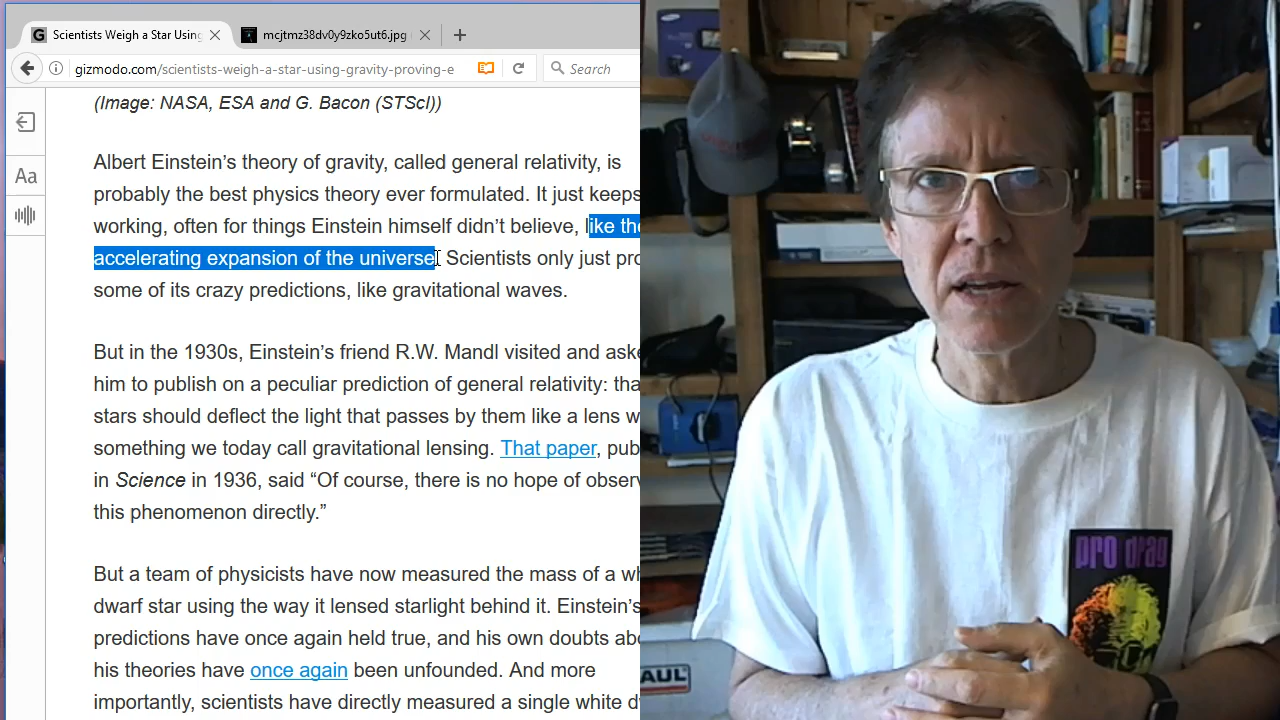 Scientists Weigh a Star Using
mcjtmz38dv0y9zko5ut6.jpg
gizmodo.com/scientists-weigh-a-star-using-gravity-proving-e
Search
(Image: NASA, ESA and G. Bacon (STScI))
Aa
Albert Einstein’s theory of gravity, called general relativity, is
probably the best physics theory ever formulated. It just keeps
working, often for things Einstein himself didn’t believe, like the
accelerating expansion of the universe. Scientists only just pro
some of its crazy predictions, like gravitational waves.
But in the 1930s, Einstein’s friend R.W. Mandl visited and aske
him to publish on a peculiar prediction of general relativity: tha
stars should deflect the light that passes by them like a lens w
something we today call gravitational lensing. That paper, pub
in Science in 1936, said “Of course, there is no hope of obser
this phenomenon directly.”
But a team of physicists have now measured the mass of a wh
dwarf star using the way it lensed starlight behind it. Einstein’s
predictions have once again held true, and his own doubts abo
his theories have once again been unfounded. And more
importantly, scientists have directly measured a single white d
pro drag
AUL